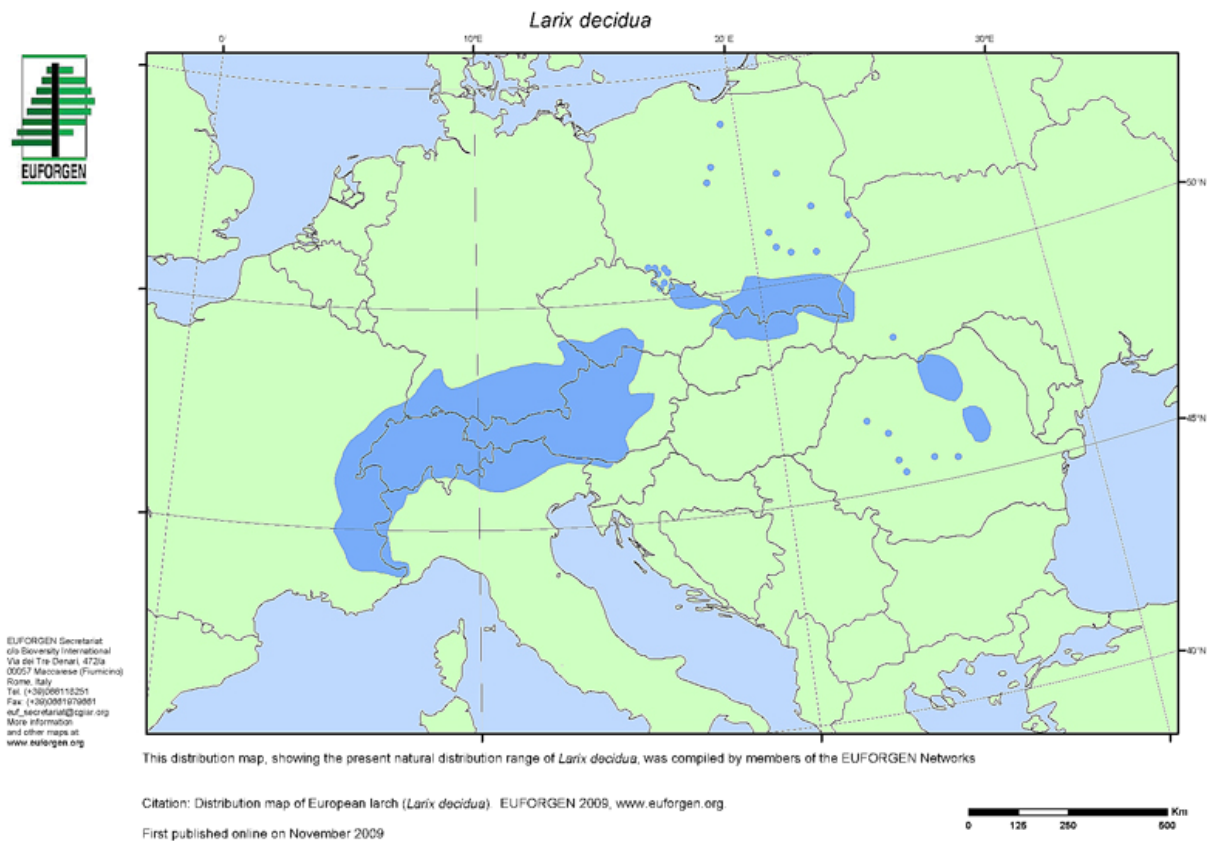 Larix decidua
0°
10°E
20°E
30°E
EUFORGEN
50°N
45°N
40°N
EUFORGEN Secretariat
c/o Bioversity International
Via dei Tre Denari, 472/a
00057 Maccarese (Fiumicino)
Rome, Italy
Tel. (+39)066118251
Fax: (+39)0661979661
euf_secretariat@cgiar.org
More information
and other maps at
www.euforgen.org
This distribution map, showing the present natural distribution range of Larix decidua, was compiled by members of the EUFORGEN Networks
Citation: Distribution map of European larch (Larix decidua). EUFORGEN 2009, www.euforgen.org.
First published online on November 2009
Km
0 125 250 500